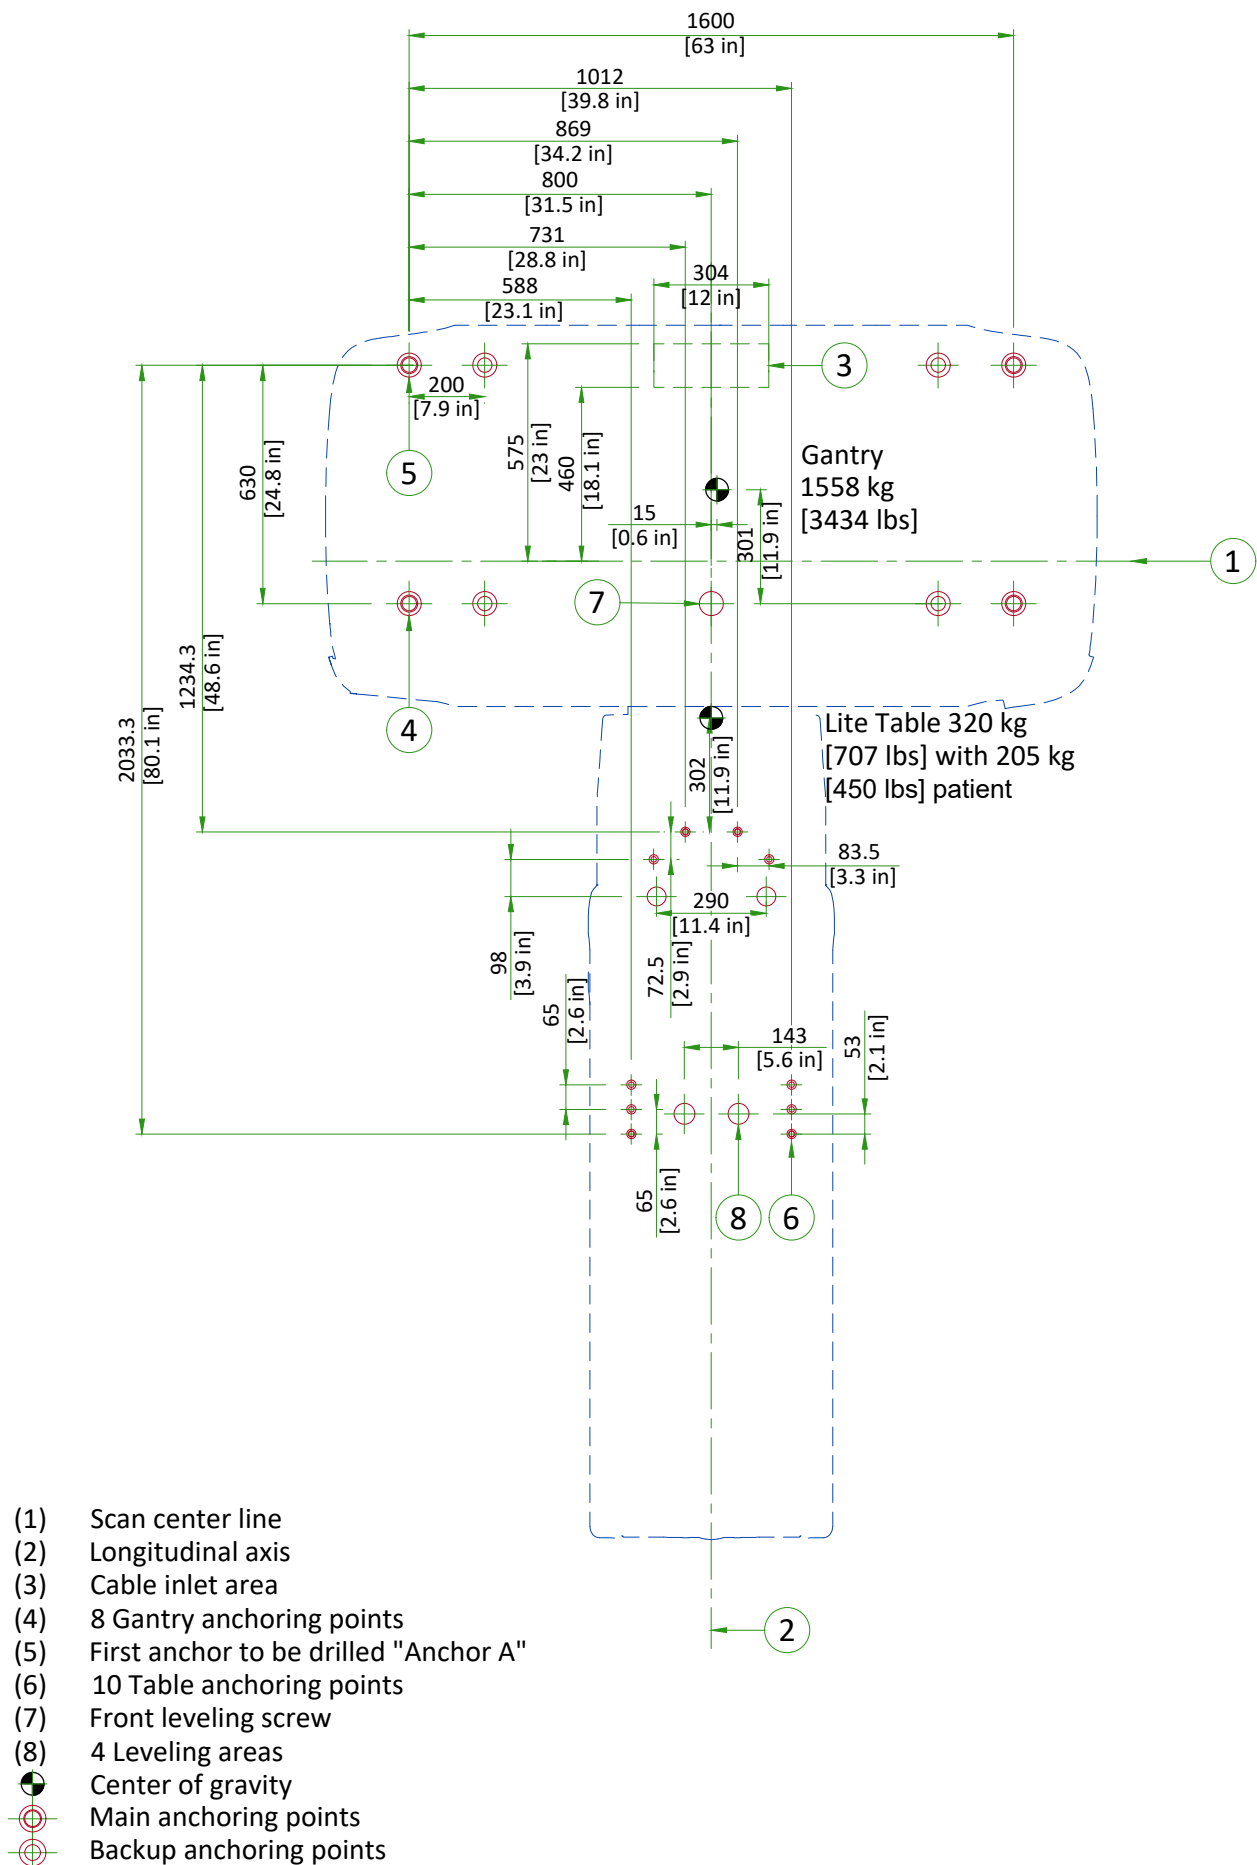 1600
[63 in]
1012
[39.8 in]
869
[34.2 in]
800
[31.5 in]
731
[28.8 in]
304
[12 in]
588
[23.1 in]
3
200
[7.9 in]
575
[23 in]
460
[18.1 in]
630
[24.8 in]
5
Gantry
1558 kg
[3434 lbs]
15
[0.6 in]
301
[11.9 in]
1
7
1234.3
[48.6 in]
2033.3
[80.1 in]
4
Lite Table 320 kg
[707 lbs] with 205 kg
[450 lbs] patient
302
[11.9 in]
83.5
[3.3 in]
290
[11.4 in]
98
[3.9 in]
72.5
[2.9 in]
65
[2.6 in]
143
[5.6 in]
53
[2.1 in]
65
[2.6 in]
8
6
2
(1) Scan center line
(2) Longitudinal axis
(3) Cable inlet area
(4) 8 Gantry anchoring points
(5) First anchor to be drilled "Anchor A"
(6) 10 Table anchoring points
(7) Front leveling screw
(8) 4 Leveling areas
Center of gravity
Main anchoring points
Backup anchoring points